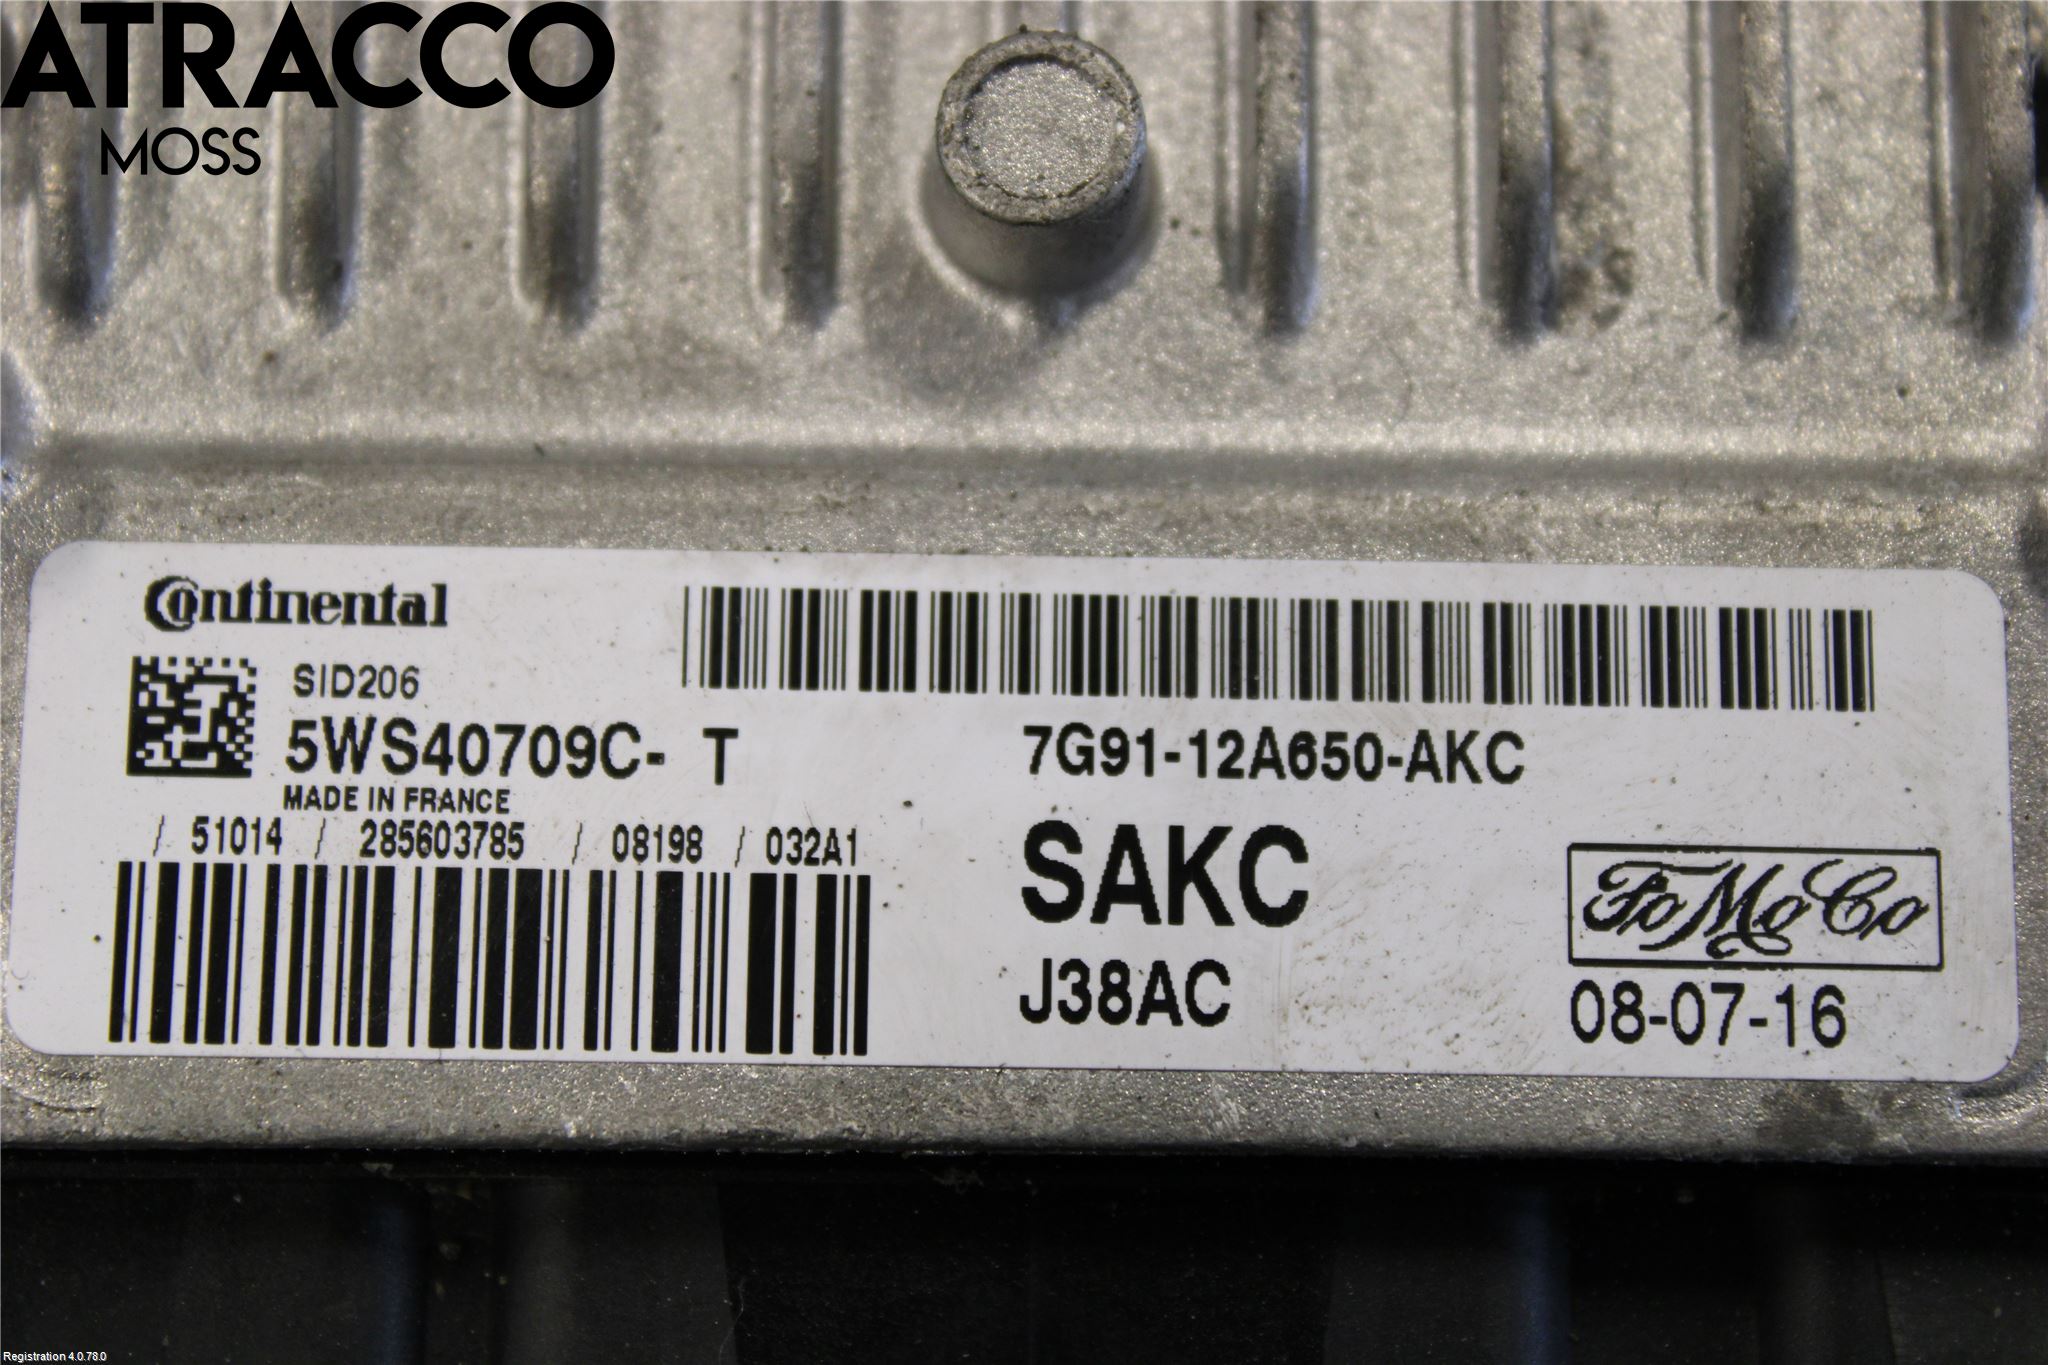 ATRACCO
MOSS
Continental
SID206
5WS40709C- T
MADE IN FRANCE
/ 51014 / 285603785 / 08198 / 032A1
7G91-12A650-AKC
SAKC
J38AC
FoMoCo
08-07-16
Registration 4.0.78.0